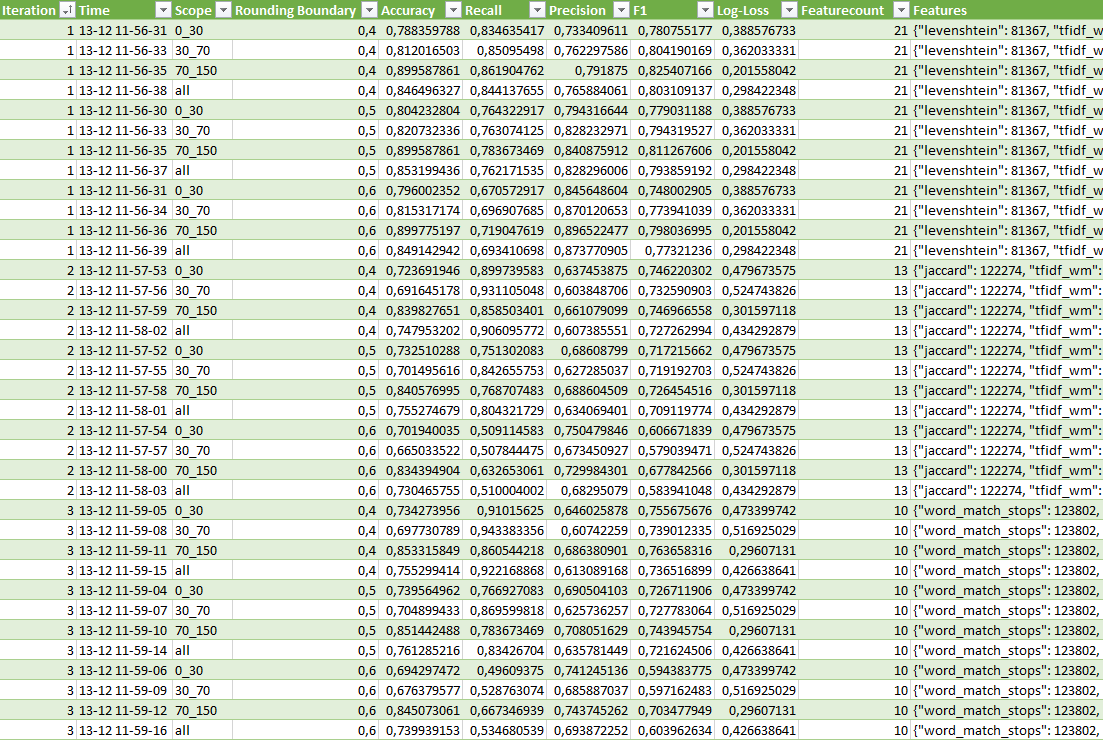 Iteration Time Scope Rounding Boundary Accuracy Recall Precision F1 Log-Loss Featurecount Features
1 13-12 11-56-31 0_30 0,4 0,788359788 0,834635417 0,733409611 0,780755177 0,388576733 21 {"levenshtein": 81367, "tfidf_w
1 13-12 11-56-33 30_70 0,4 0,812016503 0,85095498 0,762297586 0,804190169 0,362033331 21 {"levenshtein": 81367, "tfidf_w
1 13-12 11-56-35 70_150 0,4 0,899587861 0,861904762 0,791875 0,825407166 0,201558042 21 {"levenshtein": 81367, "tfidf_w
1 13-12 11-56-38 all 0,4 0,846496327 0,844137655 0,765884061 0,803109137 0,298422348 21 {"levenshtein": 81367, "tfidf_w
1 13-12 11-56-30 0_30 0,5 0,804232804 0,764322917 0,794316644 0,779031188 0,388576733 21 {"levenshtein": 81367, "tfidf_w
1 13-12 11-56-33 30_70 0,5 0,820732336 0,763074125 0,828232971 0,794319527 0,362033331 21 {"levenshtein": 81367, "tfidf_w
1 13-12 11-56-35 70_150 0,5 0,899587861 0,783673469 0,840875912 0,811267606 0,201558042 21 {"levenshtein": 81367, "tfidf_w
1 13-12 11-56-37 all 0,5 0,853199436 0,762171535 0,828296006 0,793859192 0,298422348 21 {"levenshtein": 81367, "tfidf_w
1 13-12 11-56-31 0_30 0,6 0,796002352 0,670572917 0,845648604 0,748002905 0,388576733 21 {"levenshtein": 81367, "tfidf_w
1 13-12 11-56-34 30_70 0,6 0,815317174 0,696907685 0,870120653 0,773941039 0,362033331 21 {"levenshtein": 81367, "tfidf_w
1 13-12 11-56-36 70_150 0,6 0,899775197 0,719047619 0,896522477 0,798036995 0,201558042 21 {"levenshtein": 81367, "tfidf_w
1 13-12 11-56-39 all 0,6 0,849142942 0,693410698 0,873770905 0,77321236 0,298422348 21 {"levenshtein": 81367, "tfidf_w
2 13-12 11-57-53 0_30 0,4 0,723691946 0,899739583 0,637453875 0,746220302 0,479673575 13 {"jaccard": 122274, "tfidf_wm":
2 13-12 11-57-56 30_70 0,4 0,691645178 0,931105048 0,603848706 0,732590903 0,524743826 13 {"jaccard": 122274, "tfidf_wm":
2 13-12 11-57-59 70_150 0,4 0,839827651 0,858503401 0,661079099 0,746966558 0,301597118 13 {"jaccard": 122274, "tfidf_wm":
2 13-12 11-58-02 all 0,4 0,747953202 0,906095772 0,607385551 0,727262994 0,434292879 13 {"jaccard": 122274, "tfidf_wm":
2 13-12 11-57-52 0_30 0,5 0,732510288 0,751302083 0,68608799 0,717215662 0,479673575 13 {"jaccard": 122274, "tfidf_wm":
2 13-12 11-57-55 30_70 0,5 0,701495616 0,842655753 0,627285037 0,719192703 0,524743826 13 {"jaccard": 122274, "tfidf_wm":
2 13-12 11-57-58 70_150 0,5 0,840576995 0,768707483 0,688604509 0,726454516 0,301597118 13 {"jaccard": 122274, "tfidf_wm":
2 13-12 11-58-01 all 0,5 0,755274679 0,804321729 0,634069401 0,709119774 0,434292879 13 {"jaccard": 122274, "tfidf_wm":
2 13-12 11-57-54 0_30 0,6 0,701940035 0,509114583 0,750479846 0,606671839 0,479673575 13 {"jaccard": 122274, "tfidf_wm":
2 13-12 11-57-57 30_70 0,6 0,665033522 0,507844475 0,673450927 0,579039471 0,524743826 13 {"jaccard": 122274, "tfidf_wm":
2 13-12 11-58-00 70_150 0,6 0,834394904 0,632653061 0,729984301 0,677842566 0,301597118 13 {"jaccard": 122274, "tfidf_wm":
2 13-12 11-58-03 all 0,6 0,730465755 0,510004002 0,68295079 0,583941048 0,434292879 13 {"jaccard": 122274, "tfidf_wm":
3 13-12 11-59-05 0_30 0,4 0,734273956 0,91015625 0,646025878 0,755675676 0,473399742 10 {"word_match_stops": 123802,
3 13-12 11-59-08 30_70 0,4 0,697730789 0,943383356 0,60742259 0,739012335 0,516925029 10 {"word_match_stops": 123802,
3 13-12 11-59-11 70_150 0,4 0,853315849 0,860544218 0,686380901 0,763658316 0,29607131 10 {"word_match_stops": 123802,
3 13-12 11-59-15 all 0,4 0,755299414 0,922168868 0,613089168 0,736516899 0,426638641 10 {"word_match_stops": 123802,
3 13-12 11-59-04 0_30 0,5 0,739564962 0,766927083 0,690504103 0,726711906 0,473399742 10 {"word_match_stops": 123802,
3 13-12 11-59-07 30_70 0,5 0,704899433 0,869599818 0,625736257 0,727783064 0,516925029 10 {"word_match_stops": 123802,
3 13-12 11-59-10 70_150 0,5 0,851442488 0,783673469 0,708051629 0,743945754 0,29607131 10 {"word_match_stops": 123802,
3 13-12 11-59-14 all 0,5 0,761285216 0,83426704 0,635781449 0,721624506 0,426638641 10 {"word_match_stops": 123802,
3 13-12 11-59-06 0_30 0,6 0,694297472 0,49609375 0,741245136 0,594383775 0,473399742 10 {"word_match_stops": 123802,
3 13-12 11-59-09 30_70 0,6 0,676379577 0,528763074 0,685887037 0,597162483 0,516925029 10 {"word_match_stops": 123802,
3 13-12 11-59-12 70_150 0,6 0,845073061 0,667346939 0,743745262 0,703477949 0,29607131 10 {"word_match_stops": 123802,
3 13-12 11-59-16 all 0,6 0,739939153 0,534680539 0,693872252 0,603962634 0,426638641 10 {"word_match_stops": 123802,